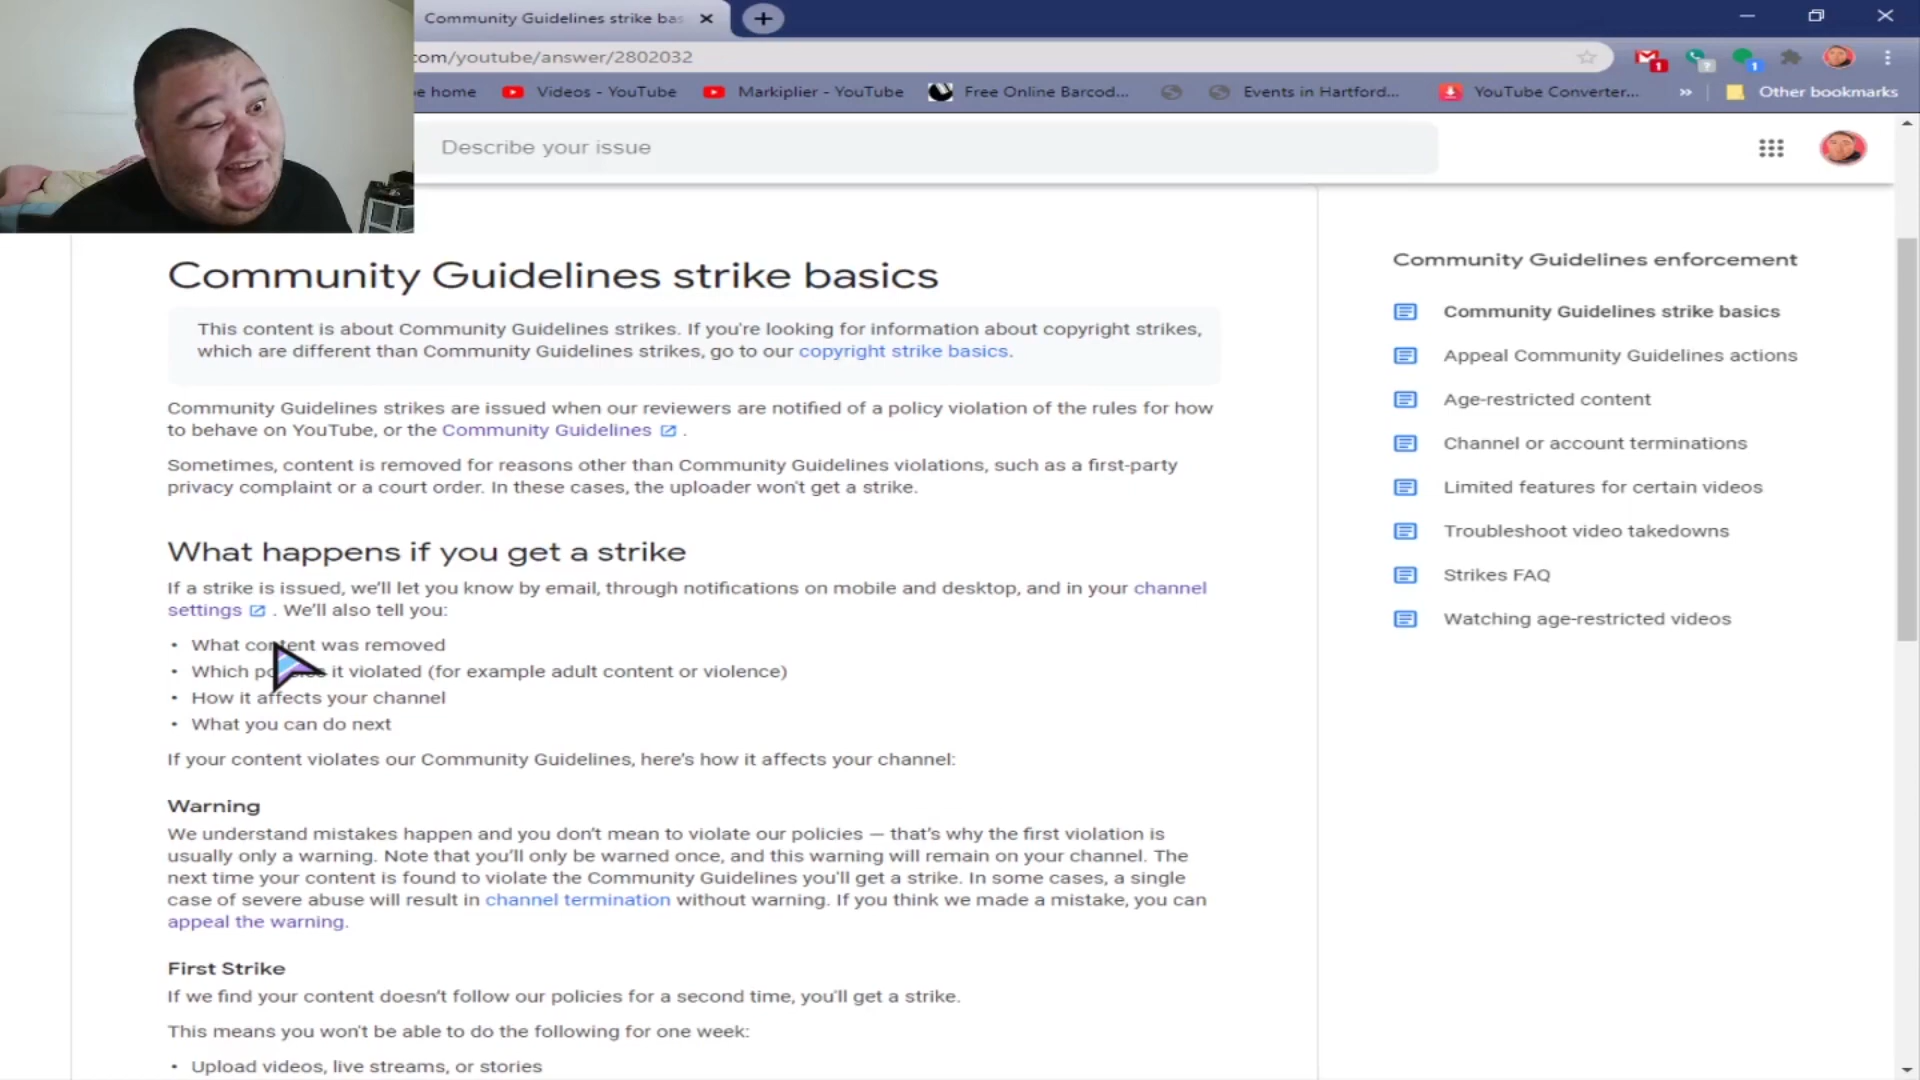 Community Guidelines strike bas
com/youtube/answer/2802032
1
?
1
e home
Videos - YouTube
Markiplier - YouTube
Free Online Barcod...
Events in Hartford...
YouTube Converter...
»
Other bookmarks
Describe your issue
Community Guidelines strike basics
This content is about Community Guidelines strikes. If you're looking for information about copyright strikes,
which are different than Community Guidelines strikes, go to our copyright strike basics.
Community Guidelines strikes are issued when our reviewers are notified of a policy violation of the rules for how
to behave on YouTube, or the Community Guidelines .
Sometimes, content is removed for reasons other than Community Guidelines violations, such as a first-party
privacy complaint or a court order. In these cases, the uploader won't get a strike.
What happens if you get a strike
If a strike is issued, we'll let you know by email, through notifications on mobile and desktop, and in your channel
settings . We'll also tell you:
• What content was removed
• Which policies it violated (for example adult content or violence)
• How it affects your channel
• What you can do next
If your content violates our Community Guidelines, here's how it affects your channel:
Warning
We understand mistakes happen and you don't mean to violate our policies — that's why the first violation is
usually only a warning. Note that you'll only be warned once, and this warning will remain on your channel. The
next time your content is found to violate the Community Guidelines you'll get a strike. In some cases, a single
case of severe abuse will result in channel termination without warning. If you think we made a mistake, you can
appeal the warning.
First Strike
If we find your content doesn't follow our policies for a second time, you'll get a strike.
This means you won't be able to do the following for one week:
• Upload videos, live streams, or stories
Community Guidelines enforcement
Community Guidelines strike basics
Appeal Community Guidelines actions
Age-restricted content
Channel or account terminations
Limited features for certain videos
Troubleshoot video takedowns
Strikes FAQ
Watching age-restricted videos